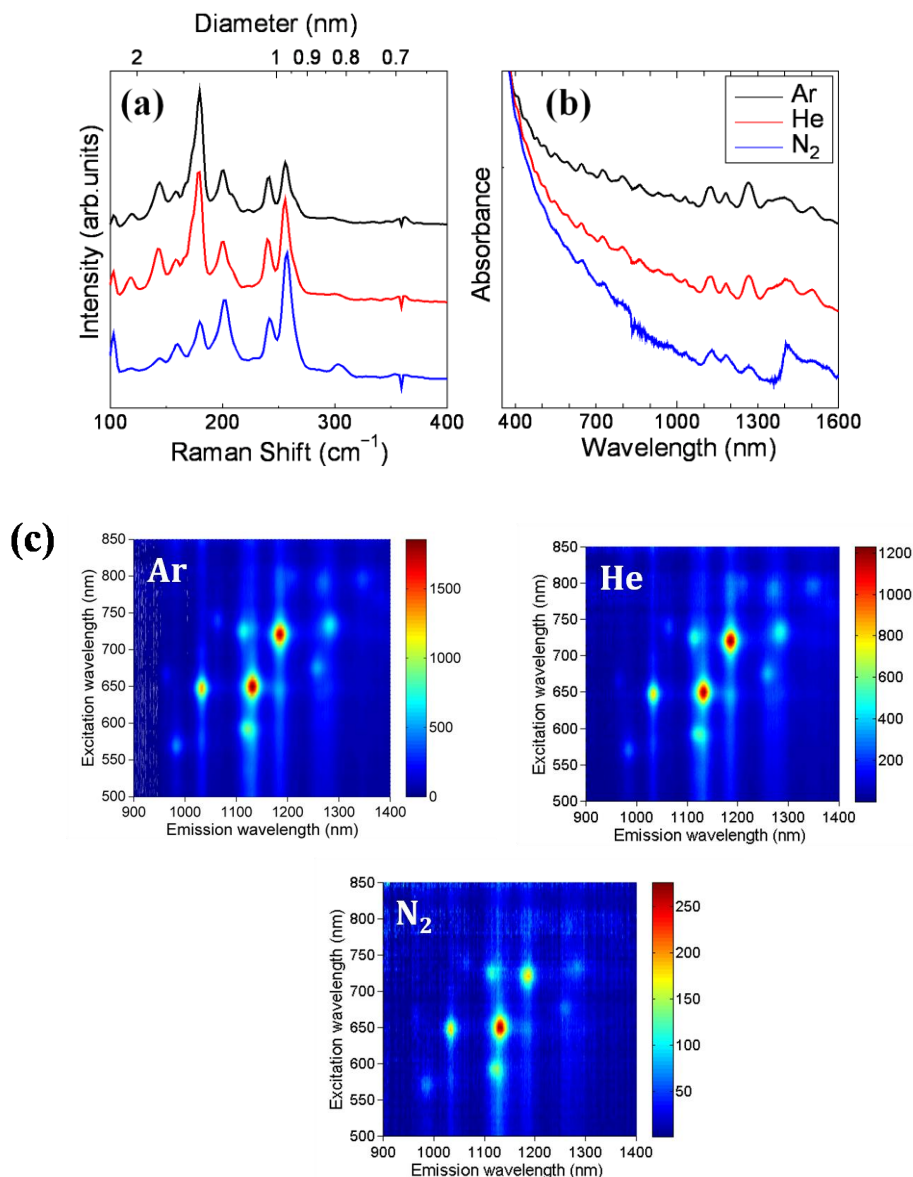 Diameter (nm)
2 1 0.9 0.8 0.7
(a)
Intensity (arb.units)
100 200 300 400
Raman Shift (cm⁻¹)
(b)
Ar
He
N₂
Absorbance
400 700 1000 1300 1600
Wavelength (nm)
(c)
Ar
Excitation wavelength (nm)
850
800
750
700
650
600
550
500
900 1000 1100 1200 1300 1400
Emission wavelength (nm)
1500
1000
500
0
He
Excitation wavelength (nm)
850
800
750
700
650
600
550
500
900 1000 1100 1200 1300 1400
Emission wavelength (nm)
1200
1000
800
600
400
200
N₂
Excitation wavelength (nm)
850
800
750
700
650
600
550
500
900 1000 1100 1200 1300 1400
Emission wavelength (nm)
250
200
150
100
50